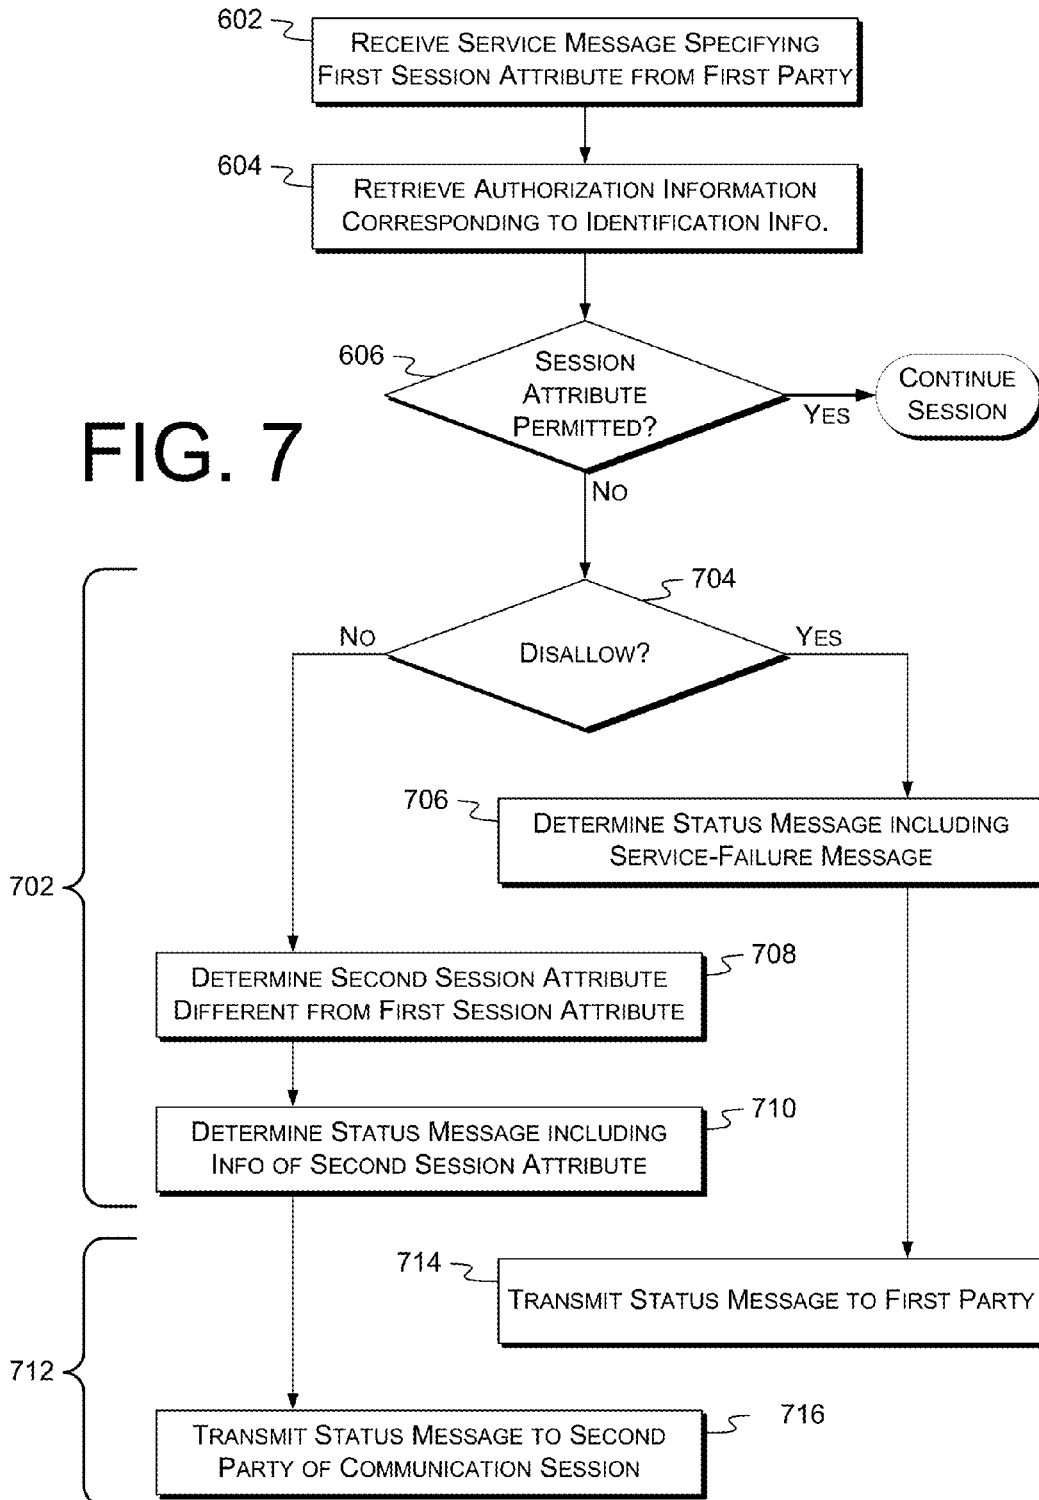 602
RECEIVE SERVICE MESSAGE SPECIFYING
FIRST SESSION ATTRIBUTE FROM FIRST PARTY
604
RETRIEVE AUTHORIZATION INFORMATION
CORRESPONDING TO IDENTIFICATION INFO.
606
SESSION
ATTRIBUTE
PERMITTED?
YES
CONTINUE
SESSION
FIG. 7
NO
704
NO
DISALLOW?
YES
706
DETERMINE STATUS MESSAGE INCLUDING
SERVICE-FAILURE MESSAGE
702
708
DETERMINE SECOND SESSION ATTRIBUTE
DIFFERENT FROM FIRST SESSION ATTRIBUTE
710
DETERMINE STATUS MESSAGE INCLUDING
INFO OF SECOND SESSION ATTRIBUTE
714
TRANSMIT STATUS MESSAGE TO FIRST PARTY
712
716
TRANSMIT STATUS MESSAGE TO SECOND
PARTY OF COMMUNICATION SESSION